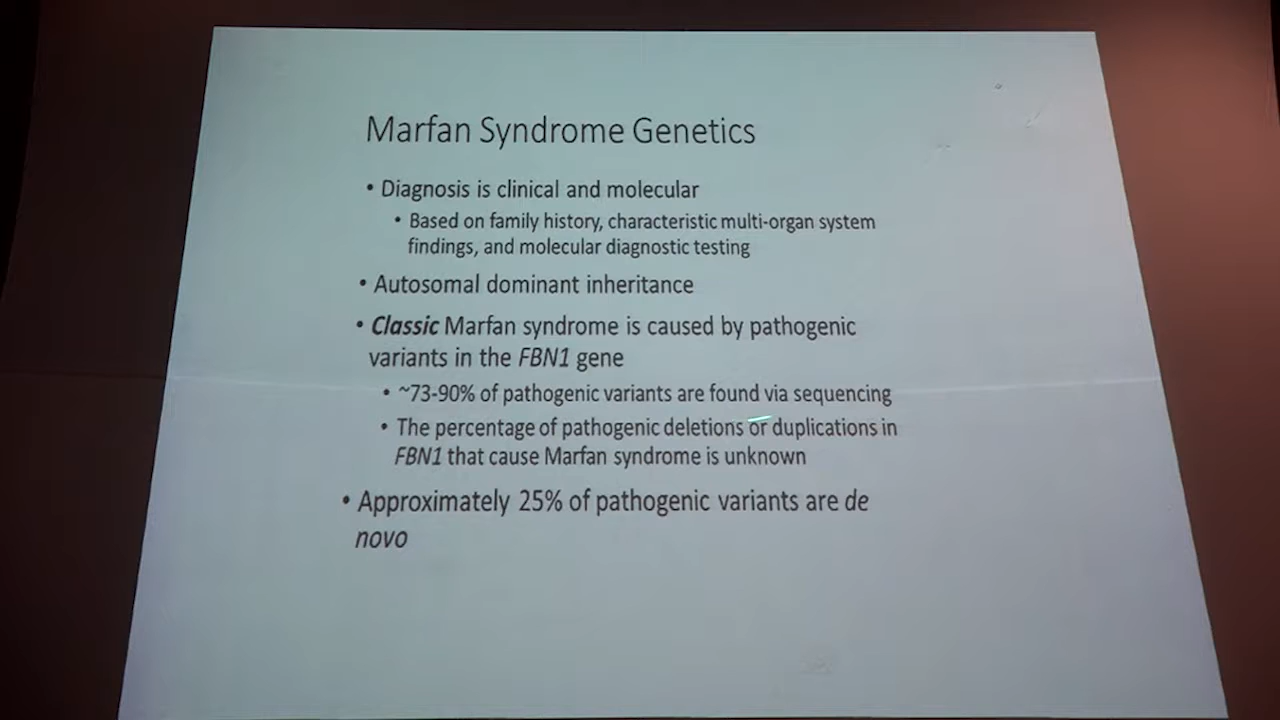 Marfan Syndrome Genetics
• Diagnosis is clinical and molecular
• Based on family history, characteristic multi-organ system
findings, and molecular diagnostic testing
• Autosomal dominant inheritance
• Classic Marfan syndrome is caused by pathogenic
variants in the FBN1 gene
• ~73-90% of pathogenic variants are found via sequencing
• The percentage of pathogenic deletions or duplications in
FBN1 that cause Marfan syndrome is unknown
• Approximately 25% of pathogenic variants are de
novo